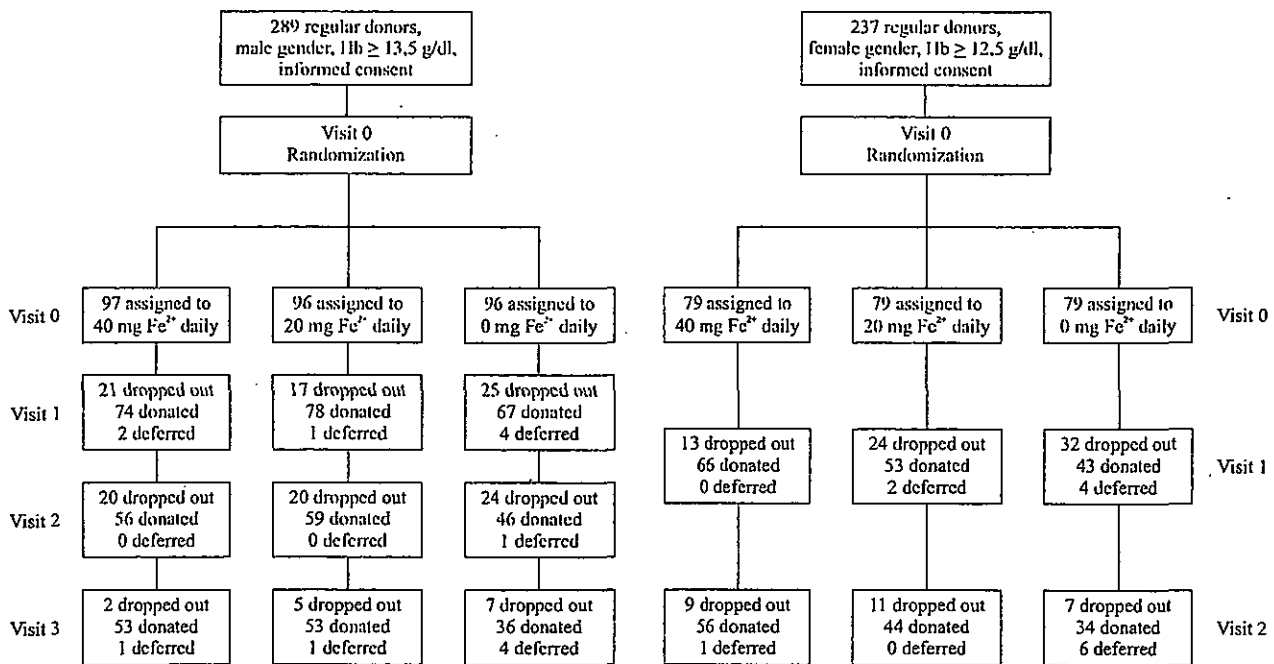 289 regular donors,
male gender, Hb ≥ 13,5 g/dl,
informed consent
Visit 0
Randomization
97 assigned to
40 mg Fe²⁺ daily
96 assigned to
20 mg Fe²⁺ daily
96 assigned to
0 mg Fe²⁺ daily
Visit 0
21 dropped out
74 donated
2 deferred
17 dropped out
78 donated
1 deferred
25 dropped out
67 donated
4 deferred
Visit 1
20 dropped out
56 donated
0 deferred
20 dropped out
59 donated
0 deferred
24 dropped out
46 donated
1 deferred
Visit 2
2 dropped out
53 donated
1 deferred
5 dropped out
53 donated
1 deferred
7 dropped out
36 donated
4 deferred
Visit 3
237 regular donors,
female gender, Hb ≥ 12,5 g/dl,
informed consent
Visit 0
Randomization
79 assigned to
40 mg Fe²⁺ daily
79 assigned to
20 mg Fe²⁺ daily
79 assigned to
0 mg Fe²⁺ daily
Visit 0
13 dropped out
66 donated
0 deferred
24 dropped out
53 donated
2 deferred
32 dropped out
43 donated
4 deferred
Visit 1
9 dropped out
56 donated
1 deferred
11 dropped out
44 donated
0 deferred
7 dropped out
34 donated
6 deferred
Visit 2